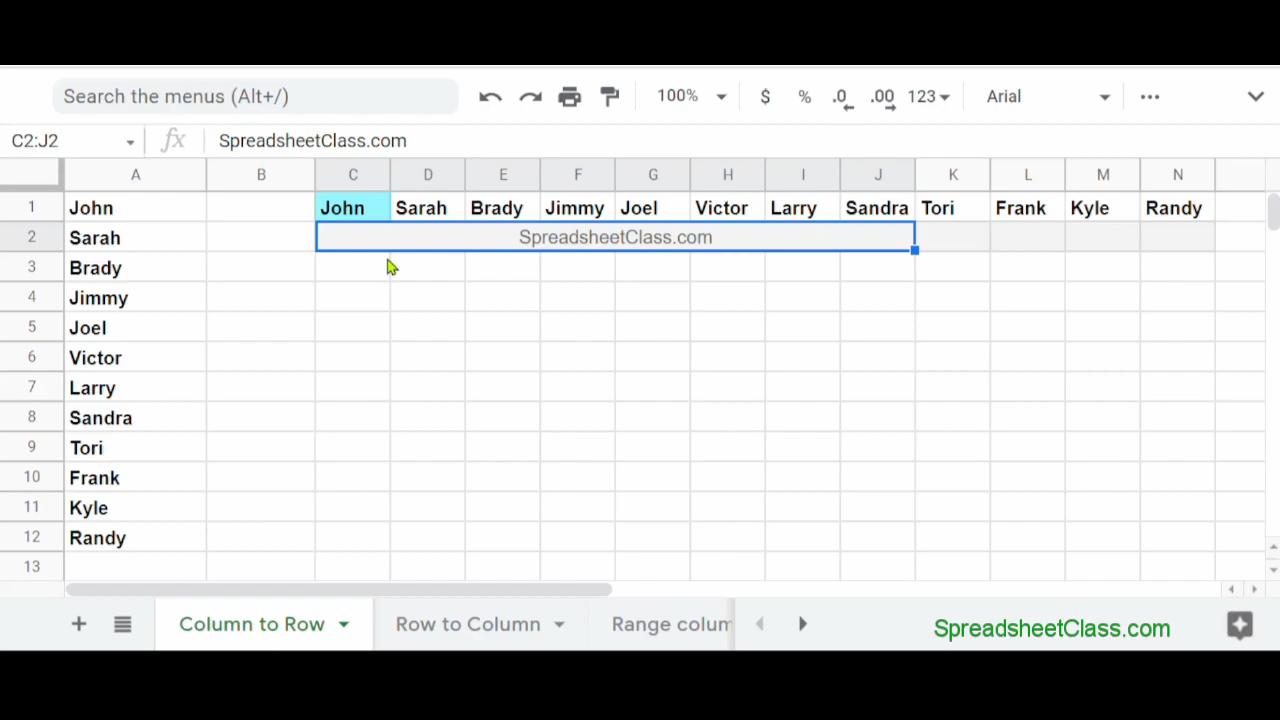 Search the menus (Alt+/) 100% $ % .0 .00 123 Arial
C2:J2 fx SpreadsheetClass.com
A B C D E F G H I J K L M N
1 John John Sarah Brady Jimmy Joel Victor Larry Sandra Tori Frank Kyle Randy
2 Sarah SpreadsheetClass.com
3 Brady
4 Jimmy
5 Joel
6 Victor
7 Larry
8 Sandra
9 Tori
10 Frank
11 Kyle
12 Randy
13
+ Column to Row Row to Column Range colum SpreadsheetClass.com